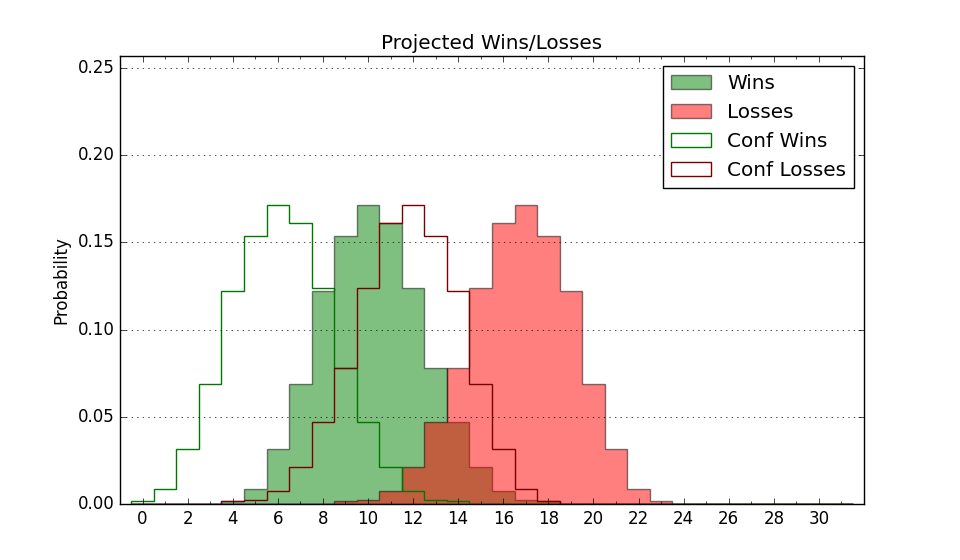 Projected Wins/Losses
0.25
0.20
0.15
0.10
0.05
0.00
Probability
Wins
Losses
Conf Wins
Conf Losses
0 2 4 6 8 10 12 14 16 18 20 22 24 26 28 30